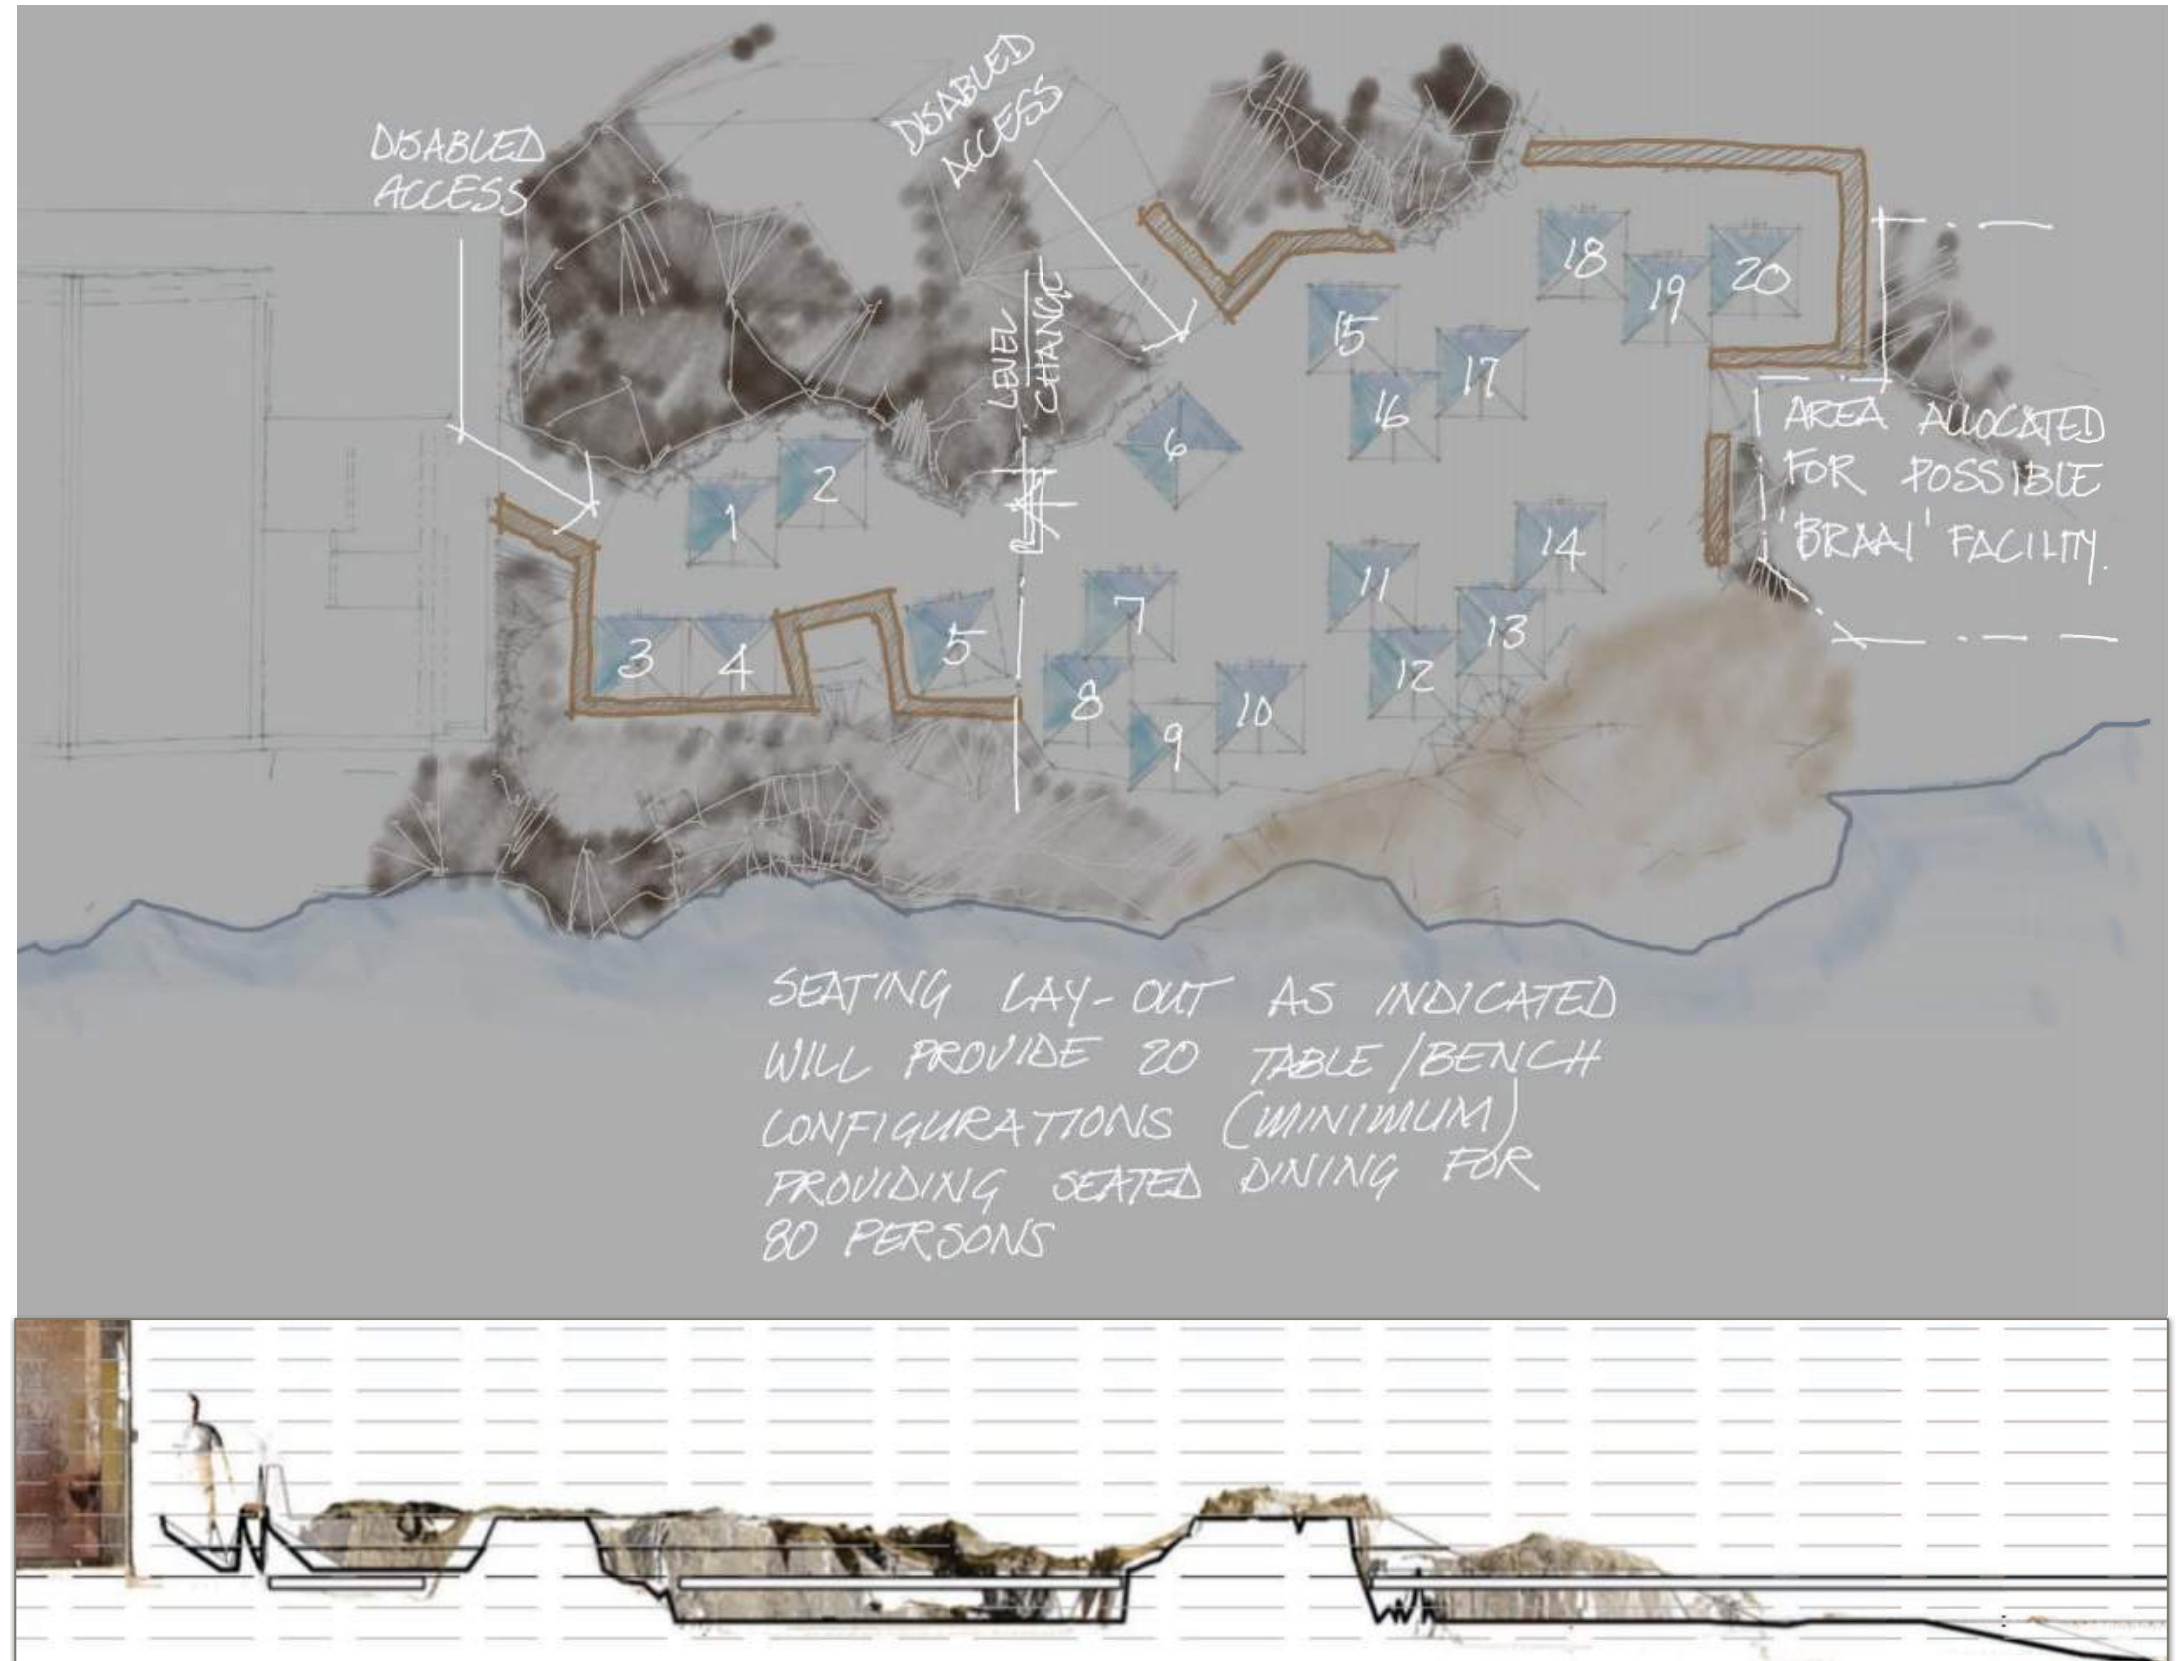 DISABLED
ACCESS
DISABLED
ACCESS
LEVEL
CHANGE
1
2
3
4
5
6
7
8
9
10
11
12
13
14
15
16
17
18
19
20
AREA ALLOCATED
FOR POSSIBLE
'BRAAI' FACILITY.
SEATING LAY-OUT AS INDICATED
WILL PROVIDE 20 TABLE/BENCH
CONFIGURATIONS (MINIMUM)
PROVIDING SEATED DINING FOR
80 PERSONS